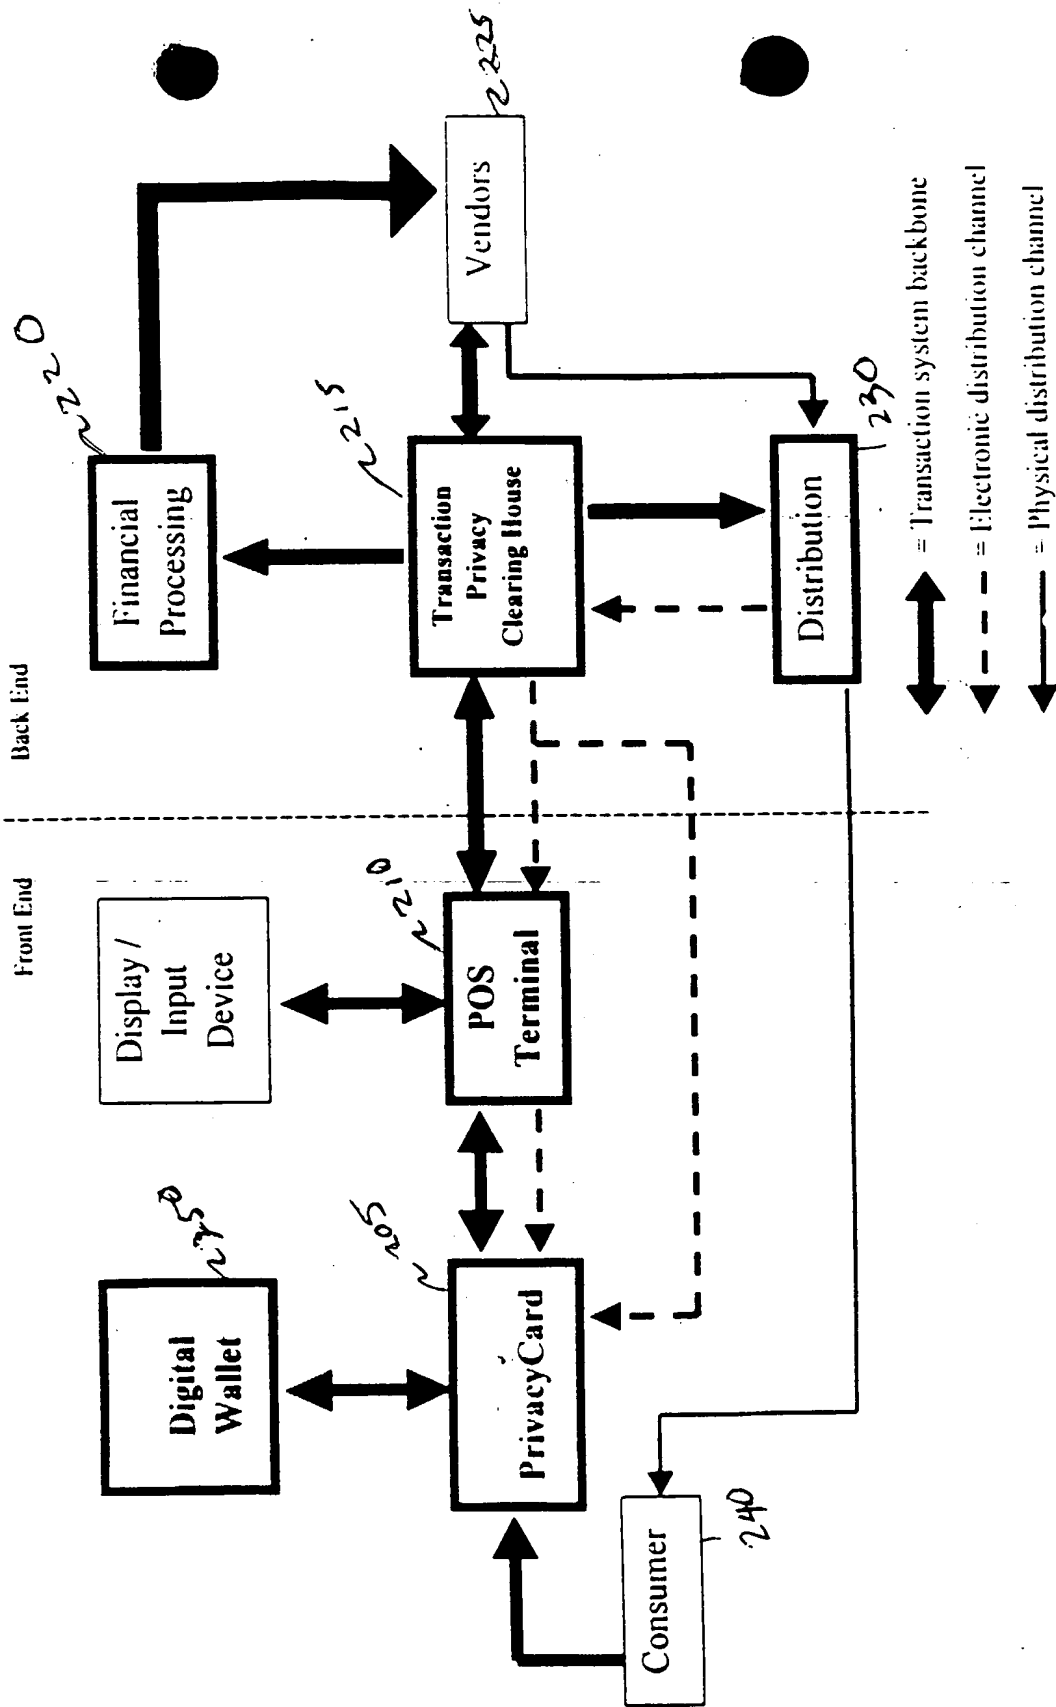 Front End
Back End
Digital
Wallet
250
Display /
Input
Device
Financial
Processing
220
PrivacyCard
205
POS
Terminal
210
Transaction
Privacy
Clearing House
215
Vendors
225
Consumer
240
Distribution
230
= Transaction system backbone
= Electronic distribution channel
= Physical distribution channel